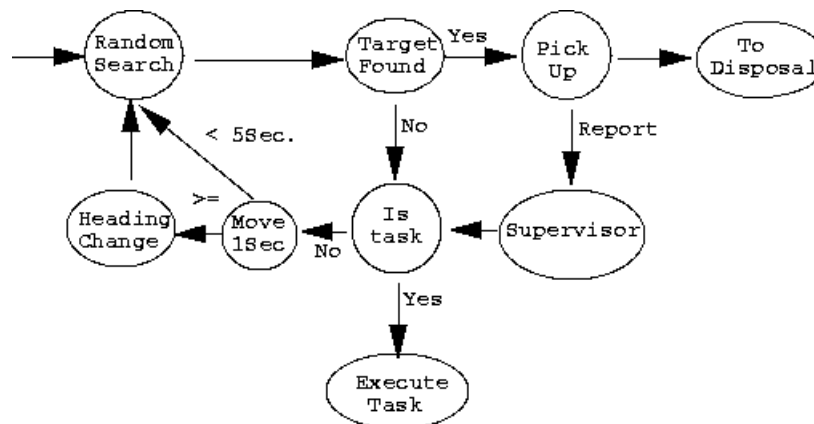 Random
Search
Target
Found
Yes
Pick
Up
To
Disposal
< 5Sec.
No
Report
>=
Heading
Change
Move
1Sec
No
Is
task
Supervisor
Yes
Execute
Task